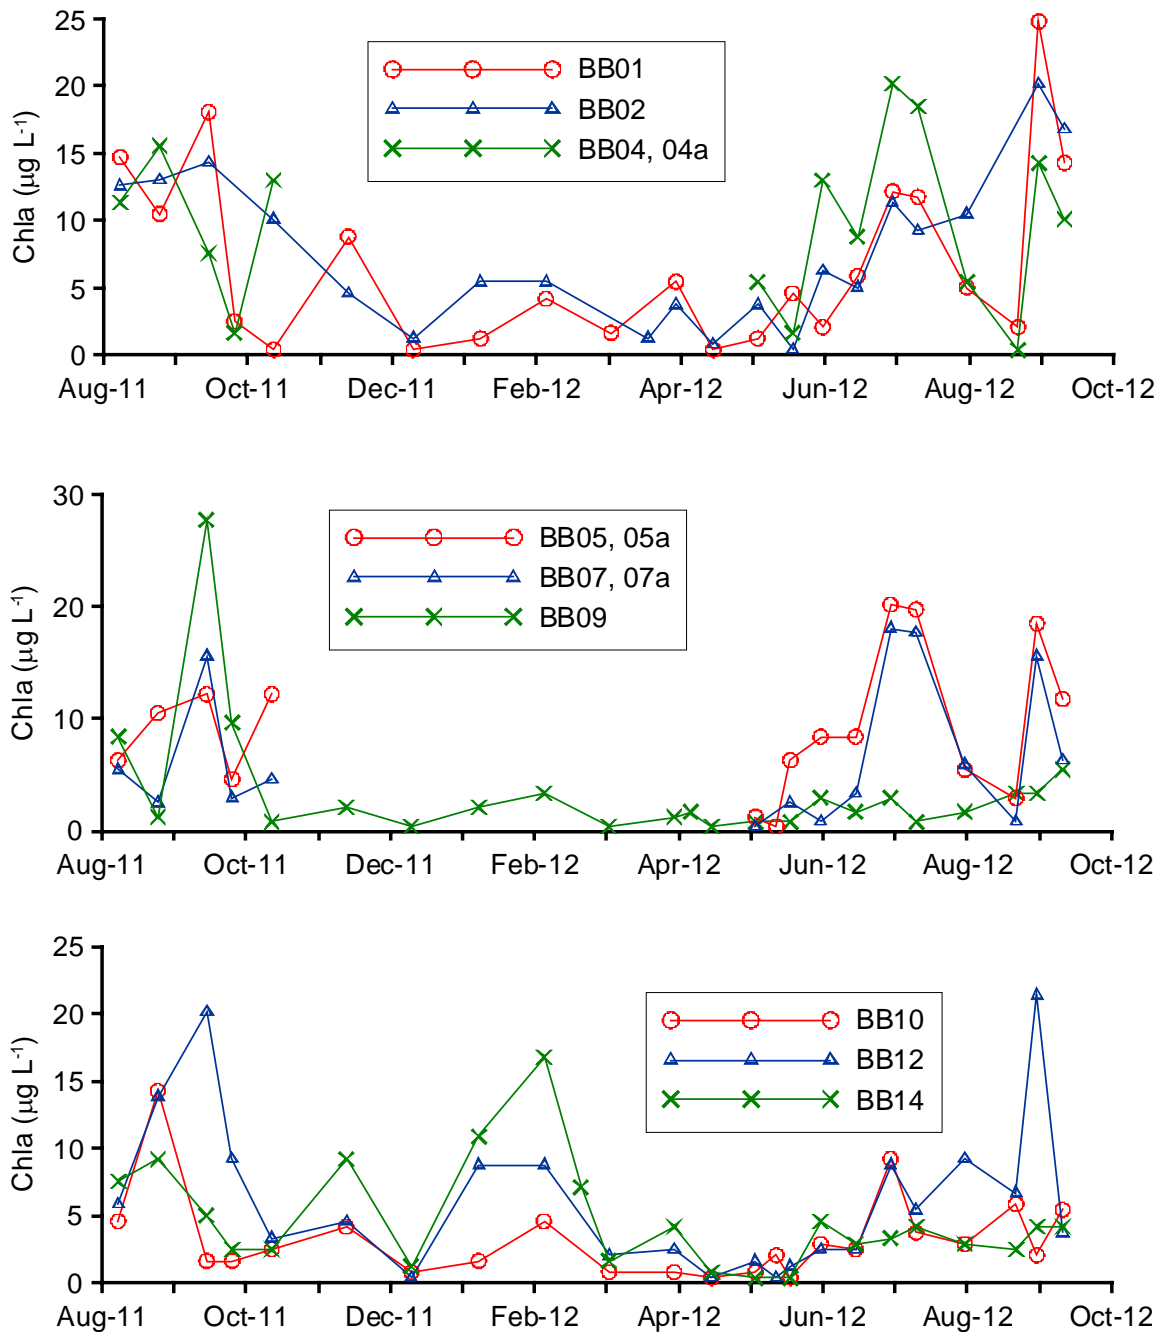 25
20
15
10
5
0
Chla (µg L-1)
BB01
BB02
BB04, 04a
Aug-11 Oct-11 Dec-11 Feb-12 Apr-12 Jun-12 Aug-12 Oct-12
30
20
10
0
Chla (µg L-1)
BB05, 05a
BB07, 07a
BB09
Aug-11 Oct-11 Dec-11 Feb-12 Apr-12 Jun-12 Aug-12 Oct-12
25
20
15
10
5
0
Chla (µg L-1)
BB10
BB12
BB14
Aug-11 Oct-11 Dec-11 Feb-12 Apr-12 Jun-12 Aug-12 Oct-12